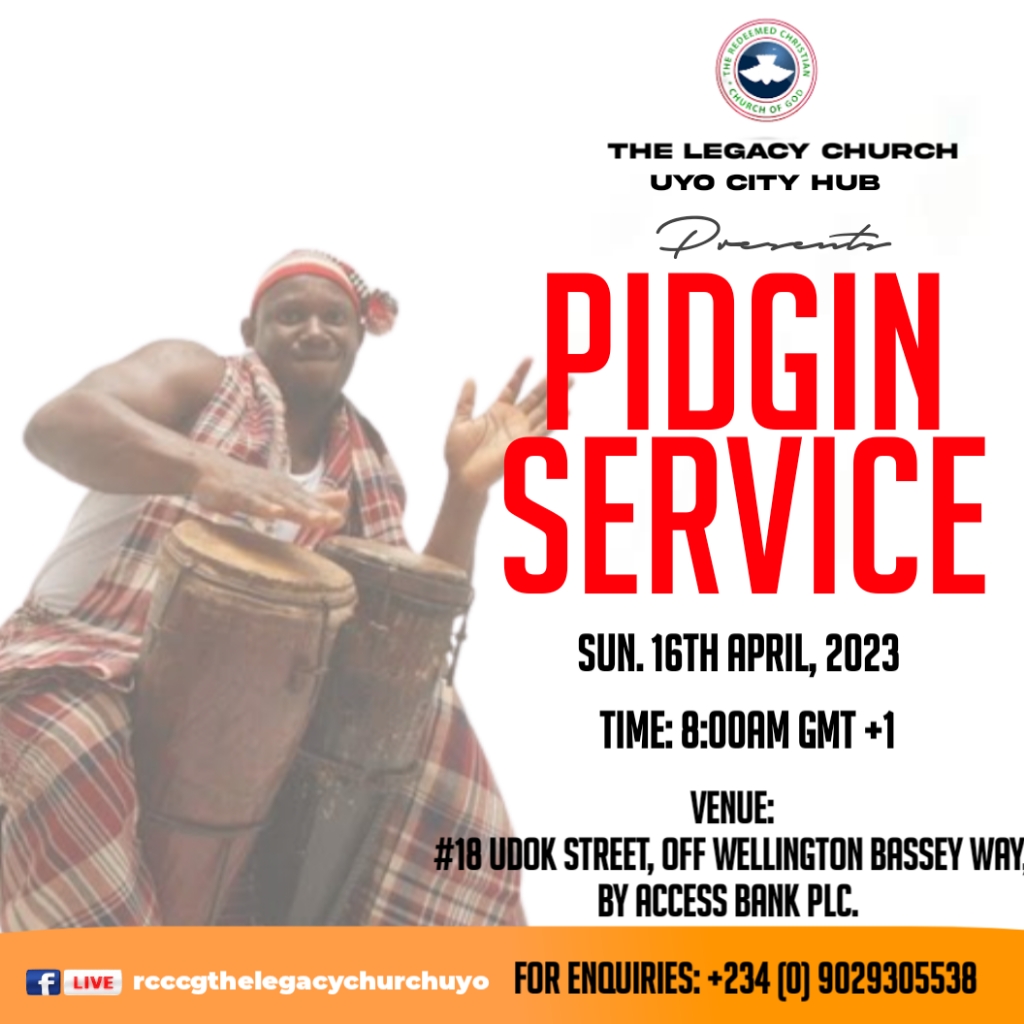 THE REDEEMED CHRISTIAN
CHURCH OF GOD
THE LEGACY CHURCH
UYO CITY HUB
Presents
PIDGIN
SERVICE
SUN. 16TH APRIL, 2023
TIME: 8:00AM GMT +1
VENUE:
#18 UDOK STREET, OFF WELLINGTON BASSEY WAY,
BY ACCESS BANK PLC.
f LIVE rcccgthelegacychurchuyo FOR ENQUIRIES: +234 (0) 9029305538